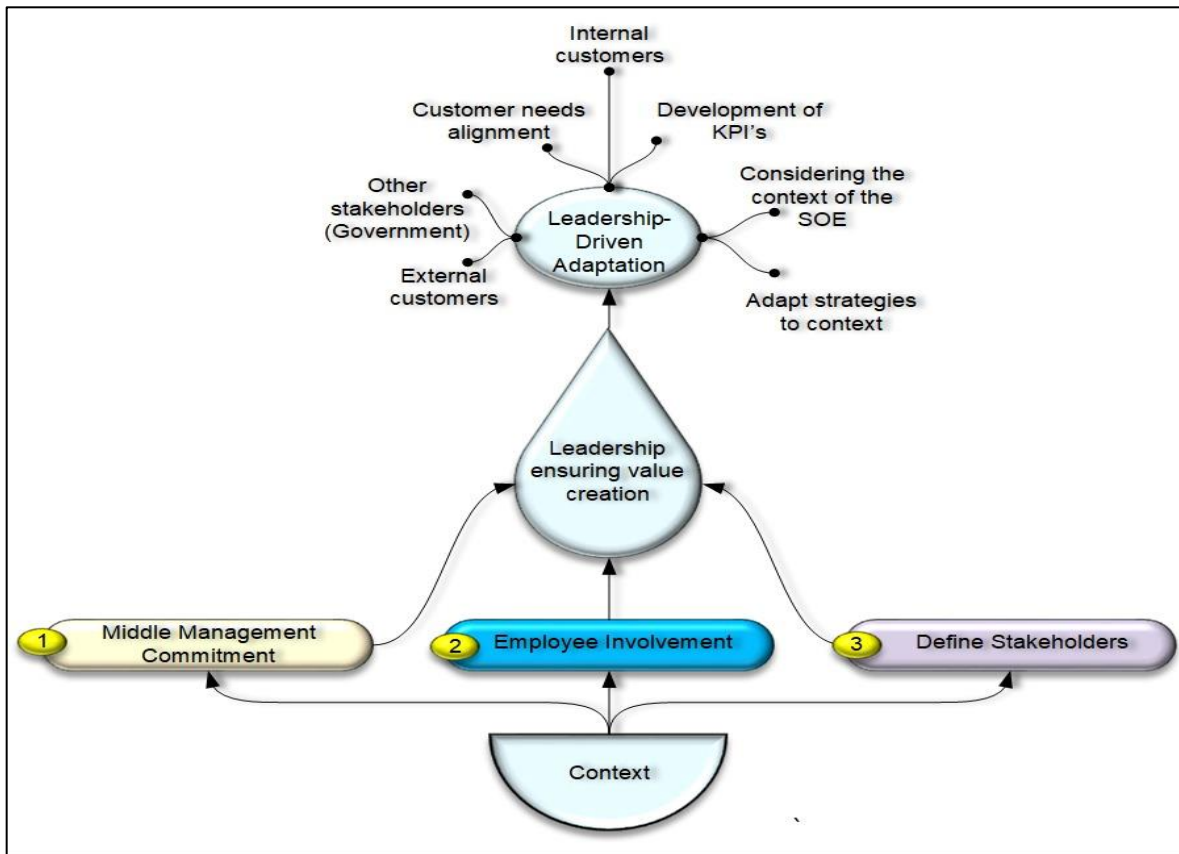 Internal
customers
Customer needs
alignment
Development of
KPI's
Other
stakeholders
(Government)
Considering the
context of the
SOE
Leadership-
Driven
Adaptation
External
customers
Adapt strategies
to context
Leadership
ensuring value
creation
1
Middle Management
Commitment
2
Employee Involvement
3
Define Stakeholders
Context
`